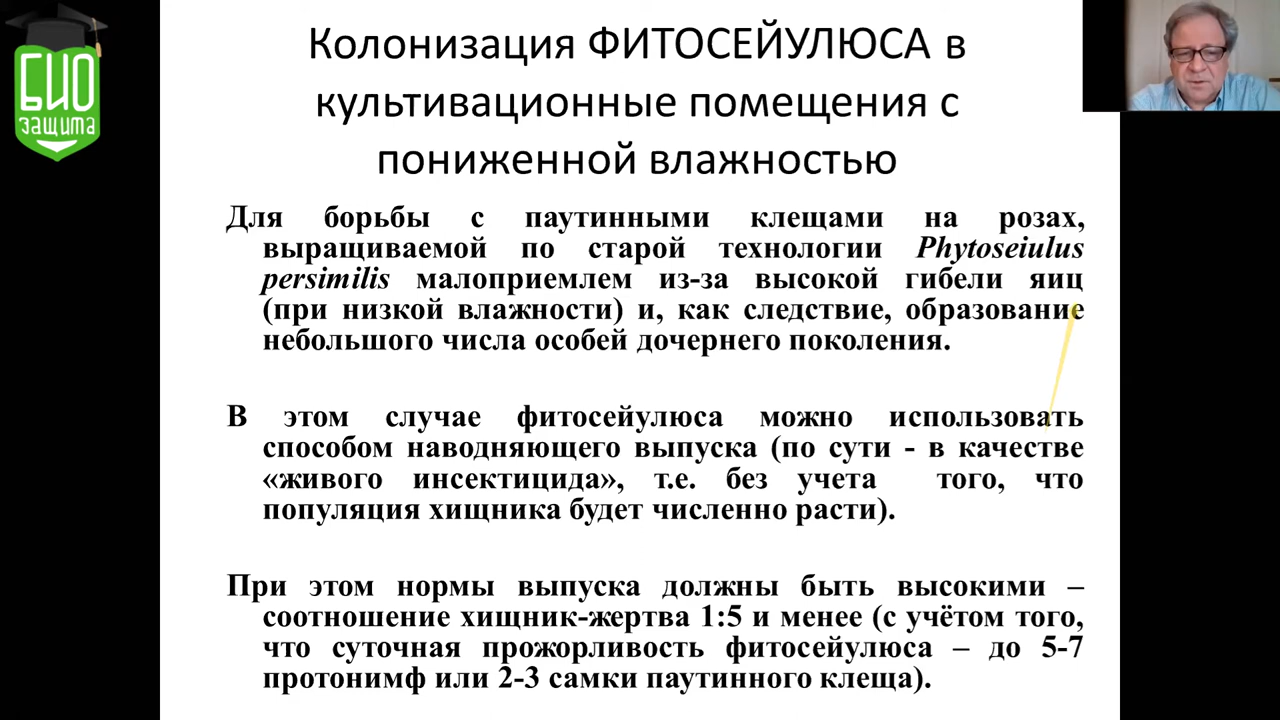 БИО
защита
Колонизация ФИТОСЕЙУЛЮСА в
культивационные помещения с
пониженной влажностью
Для борьбы с паутинными клещами на розах,
выращиваемой по старой технологии Phytoseiulus
persimilis малоприемлем из-за высокой гибели яиц
(при низкой влажности) и, как следствие, образование
небольшого числа особей дочернего поколения.
В этом случае фитосейулюса можно использовать
способом наводняющего выпуска (по сути - в качестве
«живого инсектицида», т.е. без учета того, что
популяция хищника будет численно расти).
При этом нормы выпуска должны быть высокими –
соотношение хищник-жертва 1:5 и менее (с учётом того,
что суточная прожорливость фитосейулюса – до 5-7
протонимф или 2-3 самки паутинного клеща).